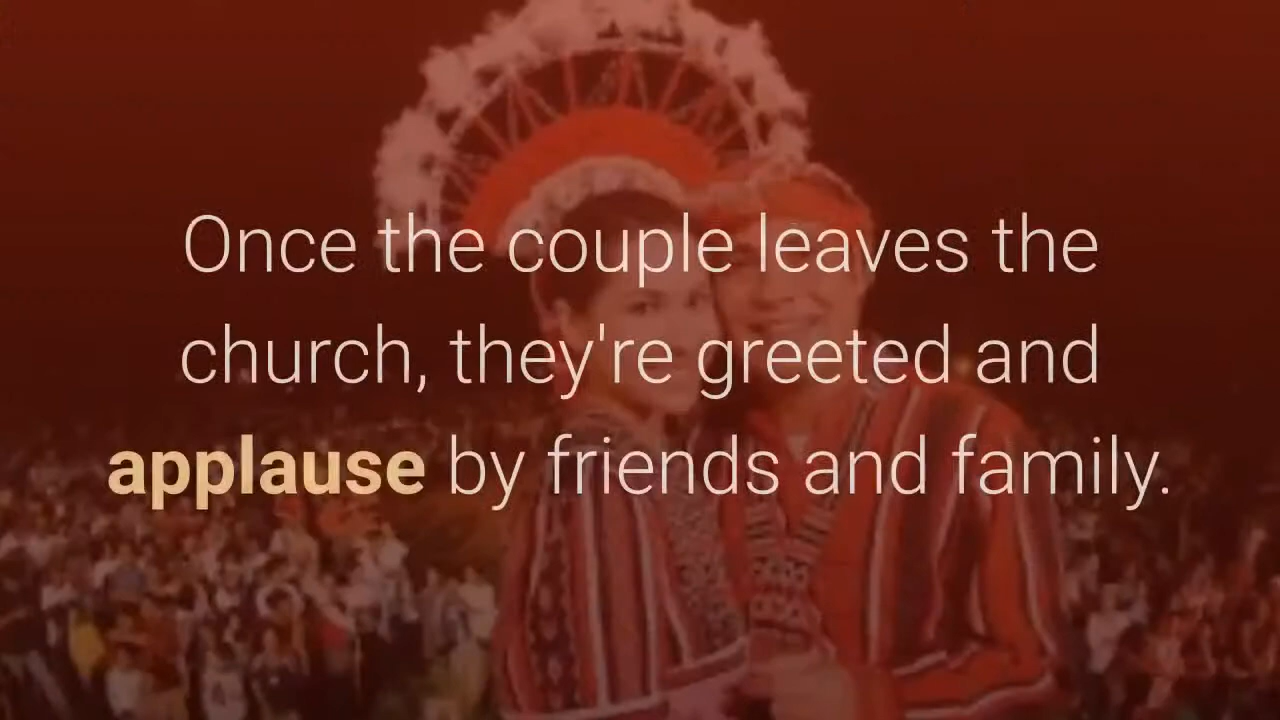 Once the couple leaves the
church, they're greeted and
applause by friends and family.